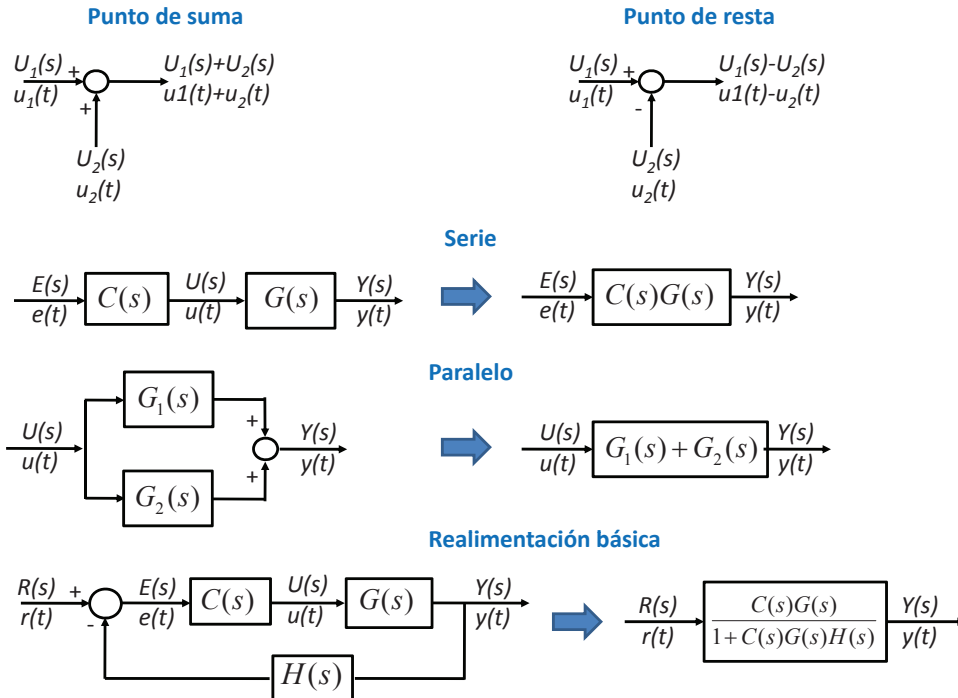 Punto de suma
Punto de resta
U₁(s) + U₁(s)+U₂(s)
u₁(t) u1(t)+u₂(t)
+
U₂(s)
u₂(t)
U₁(s) + U₁(s)-U₂(s)
u₁(t) u1(t)-u₂(t)
-
U₂(s)
u₂(t)
Serie
E(s) C(s) U(s) G(s) Y(s)
e(t) u(t) y(t)
E(s) C(s)G(s) Y(s)
e(t) y(t)
Paralelo
G₁(s)
+
U(s) Y(s)
u(t) y(t)
+
G₂(s)
U(s) G₁(s)+G₂(s) Y(s)
u(t) y(t)
Realimentación básica
R(s) + E(s) C(s) U(s) G(s) Y(s)
r(t) - e(t) u(t) y(t)
H(s)
R(s) C(s)G(s) Y(s)
r(t) 1+C(s)G(s)H(s) y(t)